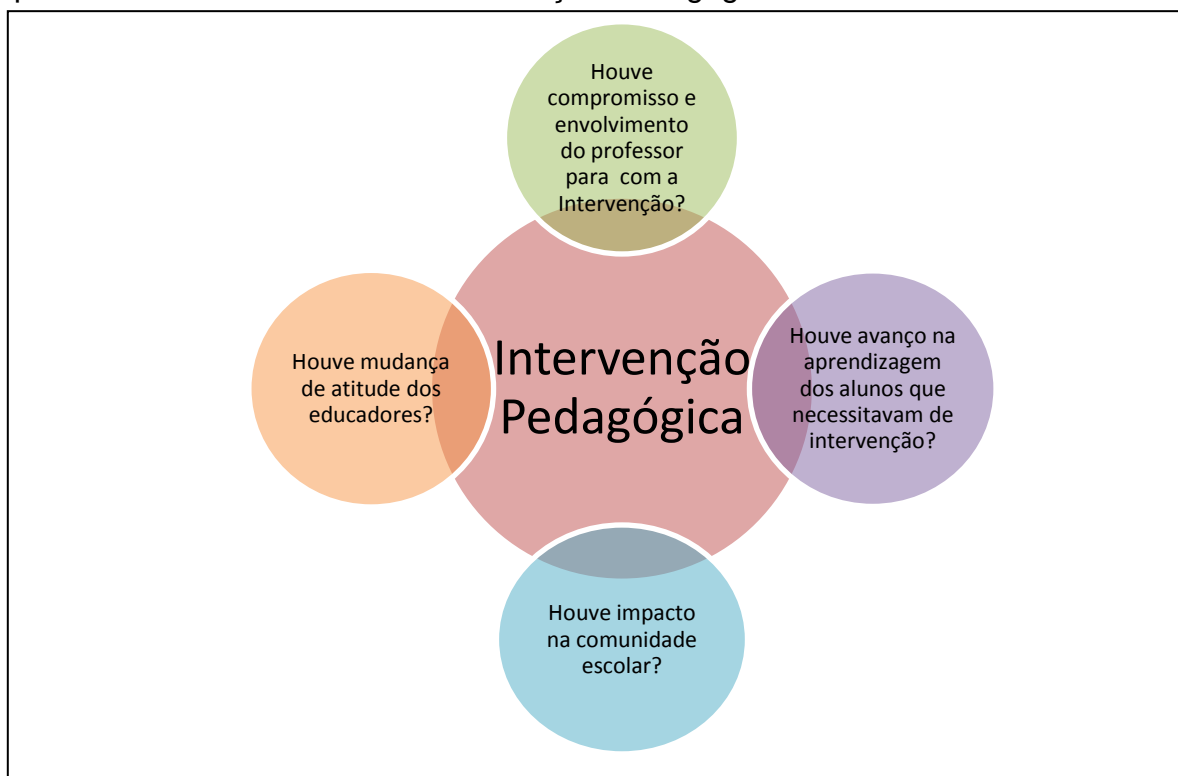 Houve
compromisso e
envolvimento
do professor
para  com a
Intervenção?
Houve mudança
de atitude dos
educadores?
Intervenção
Pedagógica
Houve avanço na
aprendizagem
dos alunos que
necessitavam de
intervenção?
Houve impacto
na comunidade
escolar?